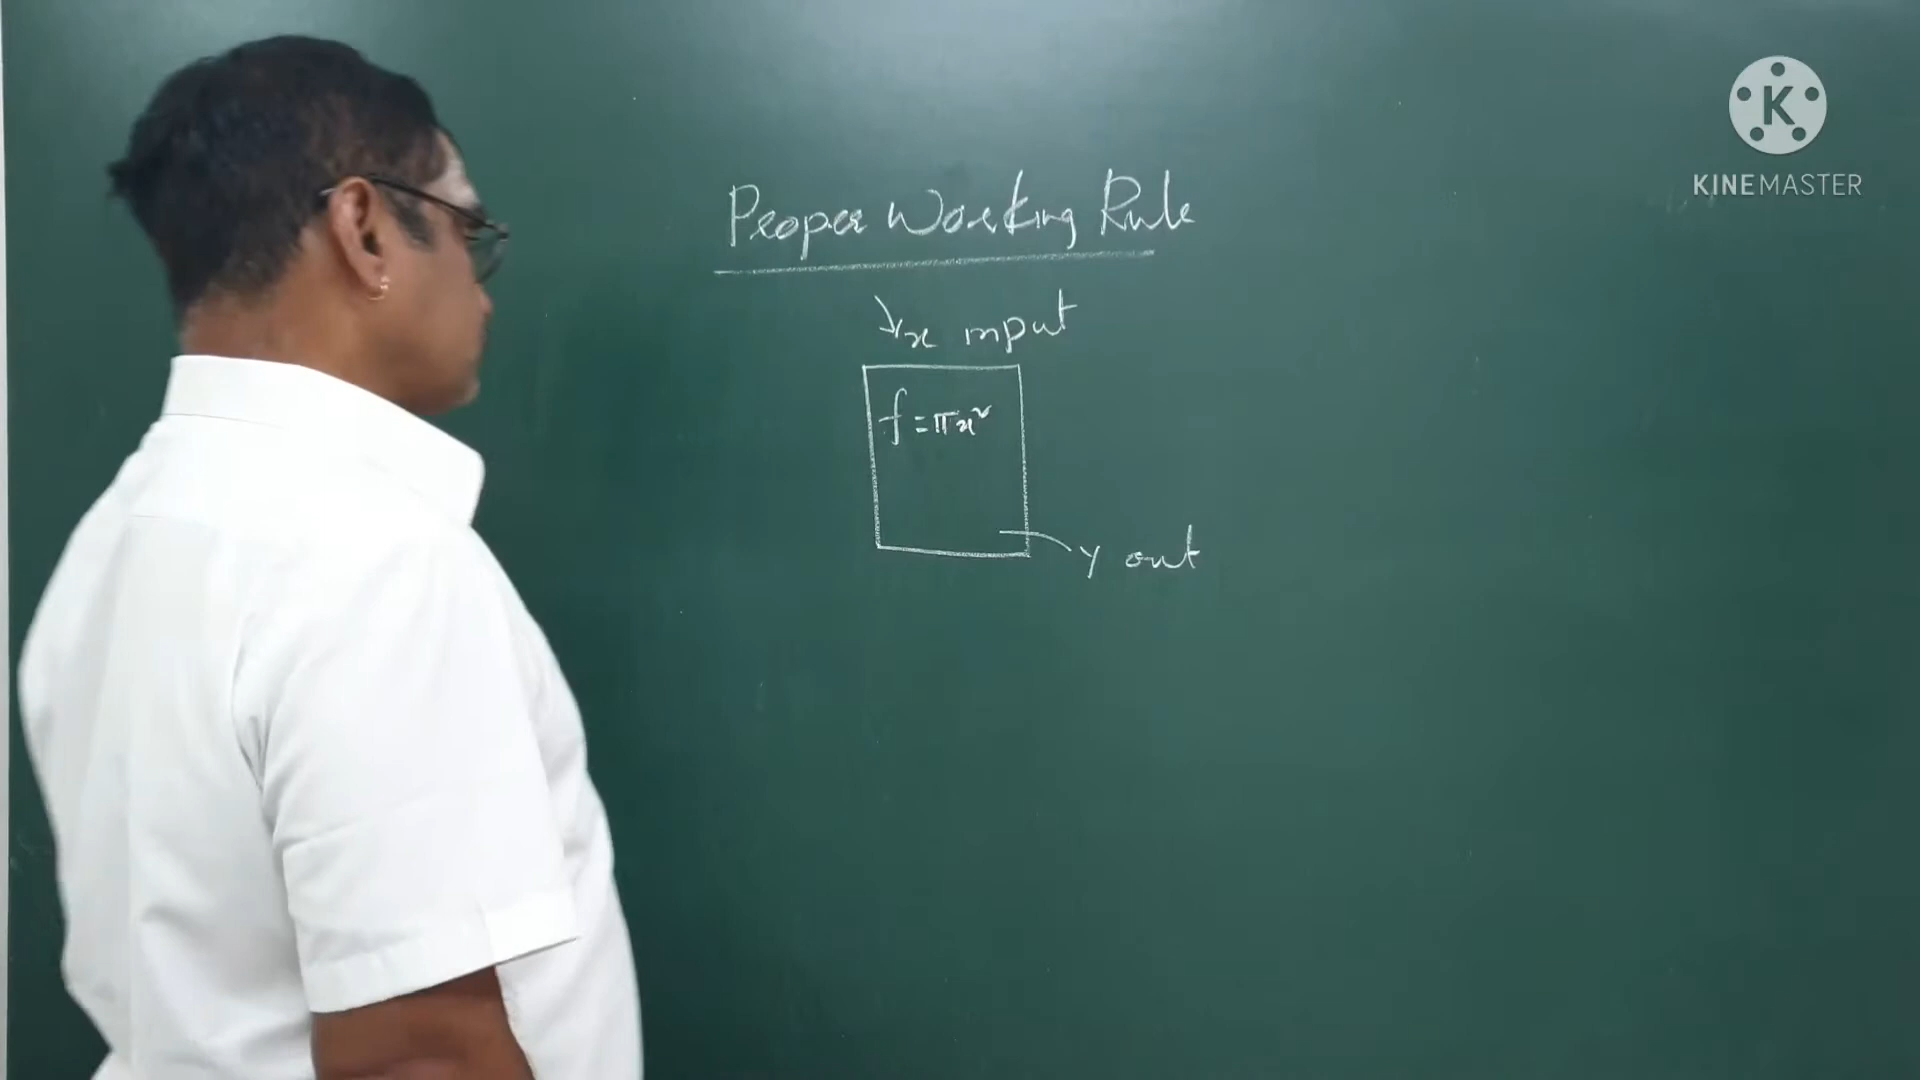 Proper Working Rule
x input
f = πx²
y out
K
KINEMASTER